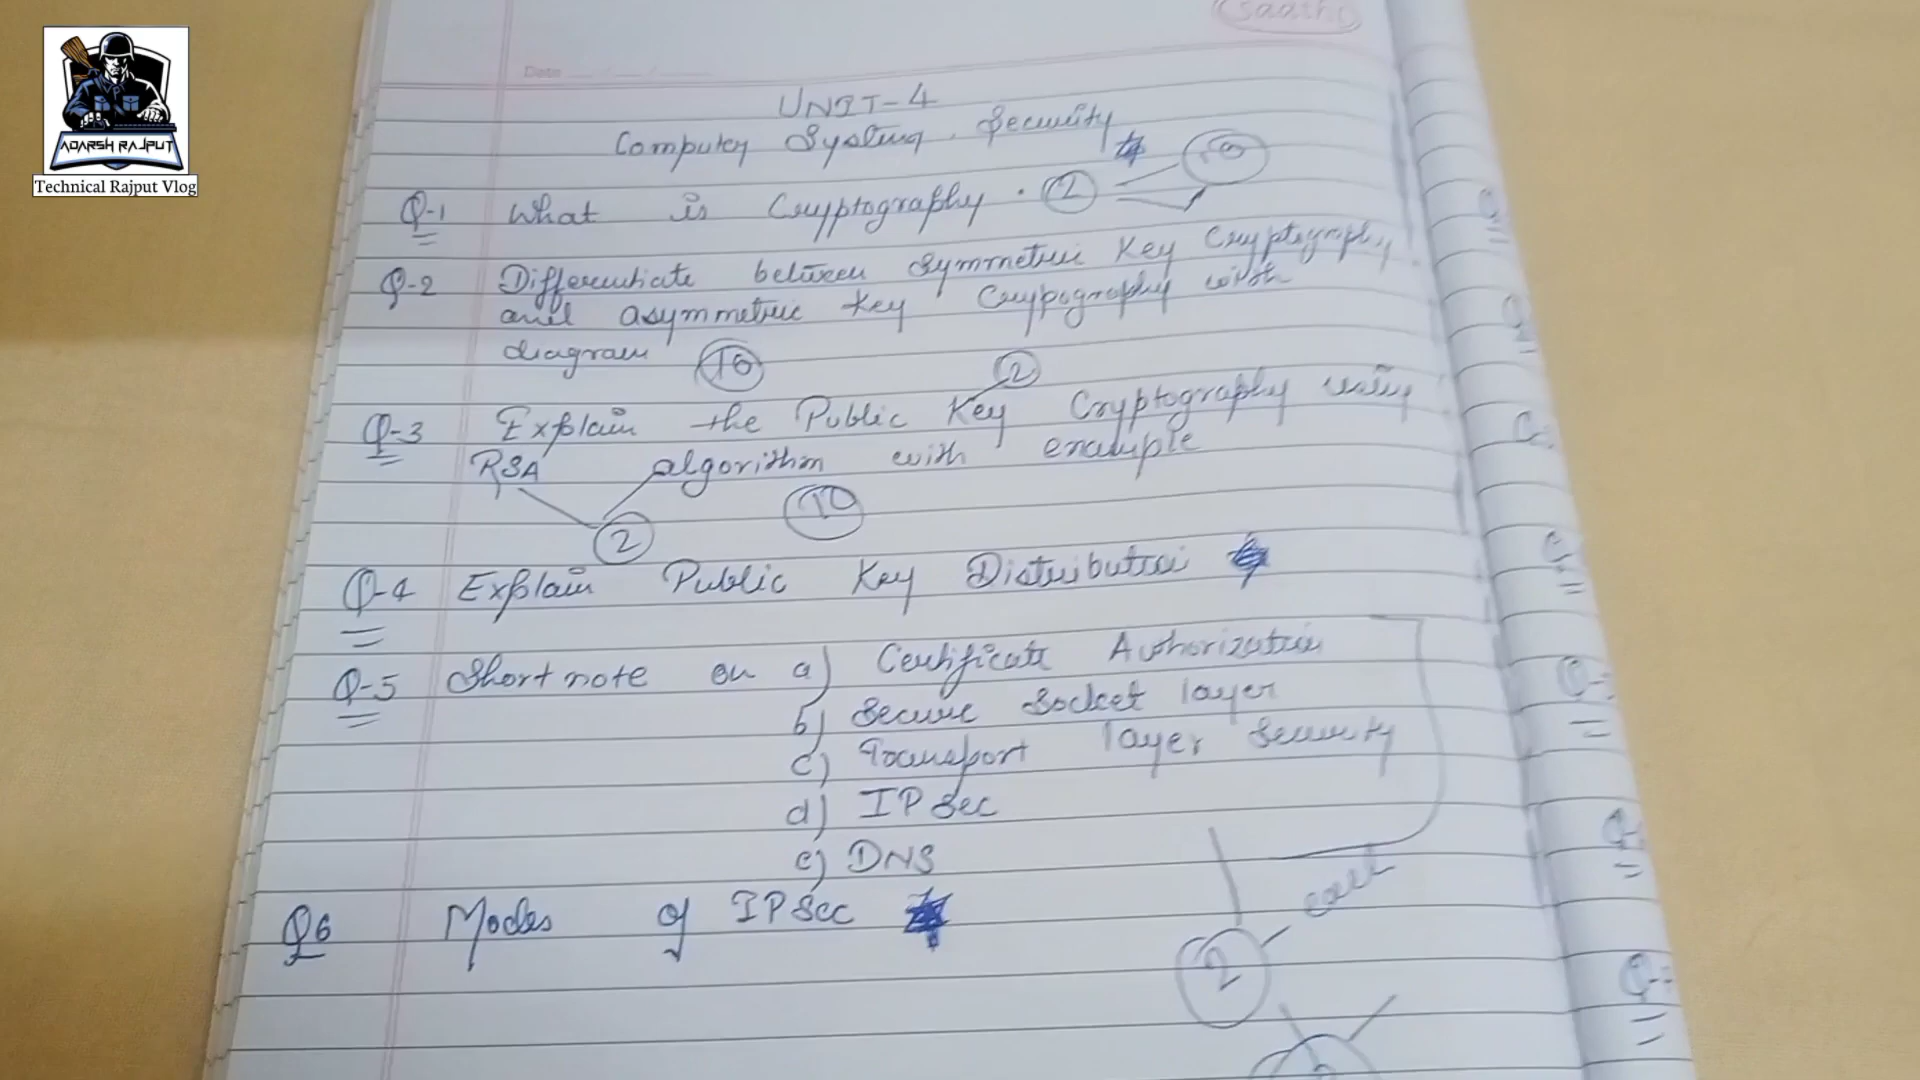 Saathi
Date
ADARSH RAJPUT
Technical Rajput Vlog
UNIT-4
Computer System Security
Q-1 What is Cryptography. 2
Q-2 Differentiate between symmetric Key Cryptography
and asymmetric key Crypography with
diagram 10
2
Q-3 Explain the Public Key Cryptography using
RSA algorithm with example
10
2
Q-4 Explain Public Key Distribution
Q-5 Short note on a) Certificate Authorization
b) Secure Socket layer
c) Transport layer Security
d) IP Sec
e) DNS
Q6 Modes of IP Sec
each
2